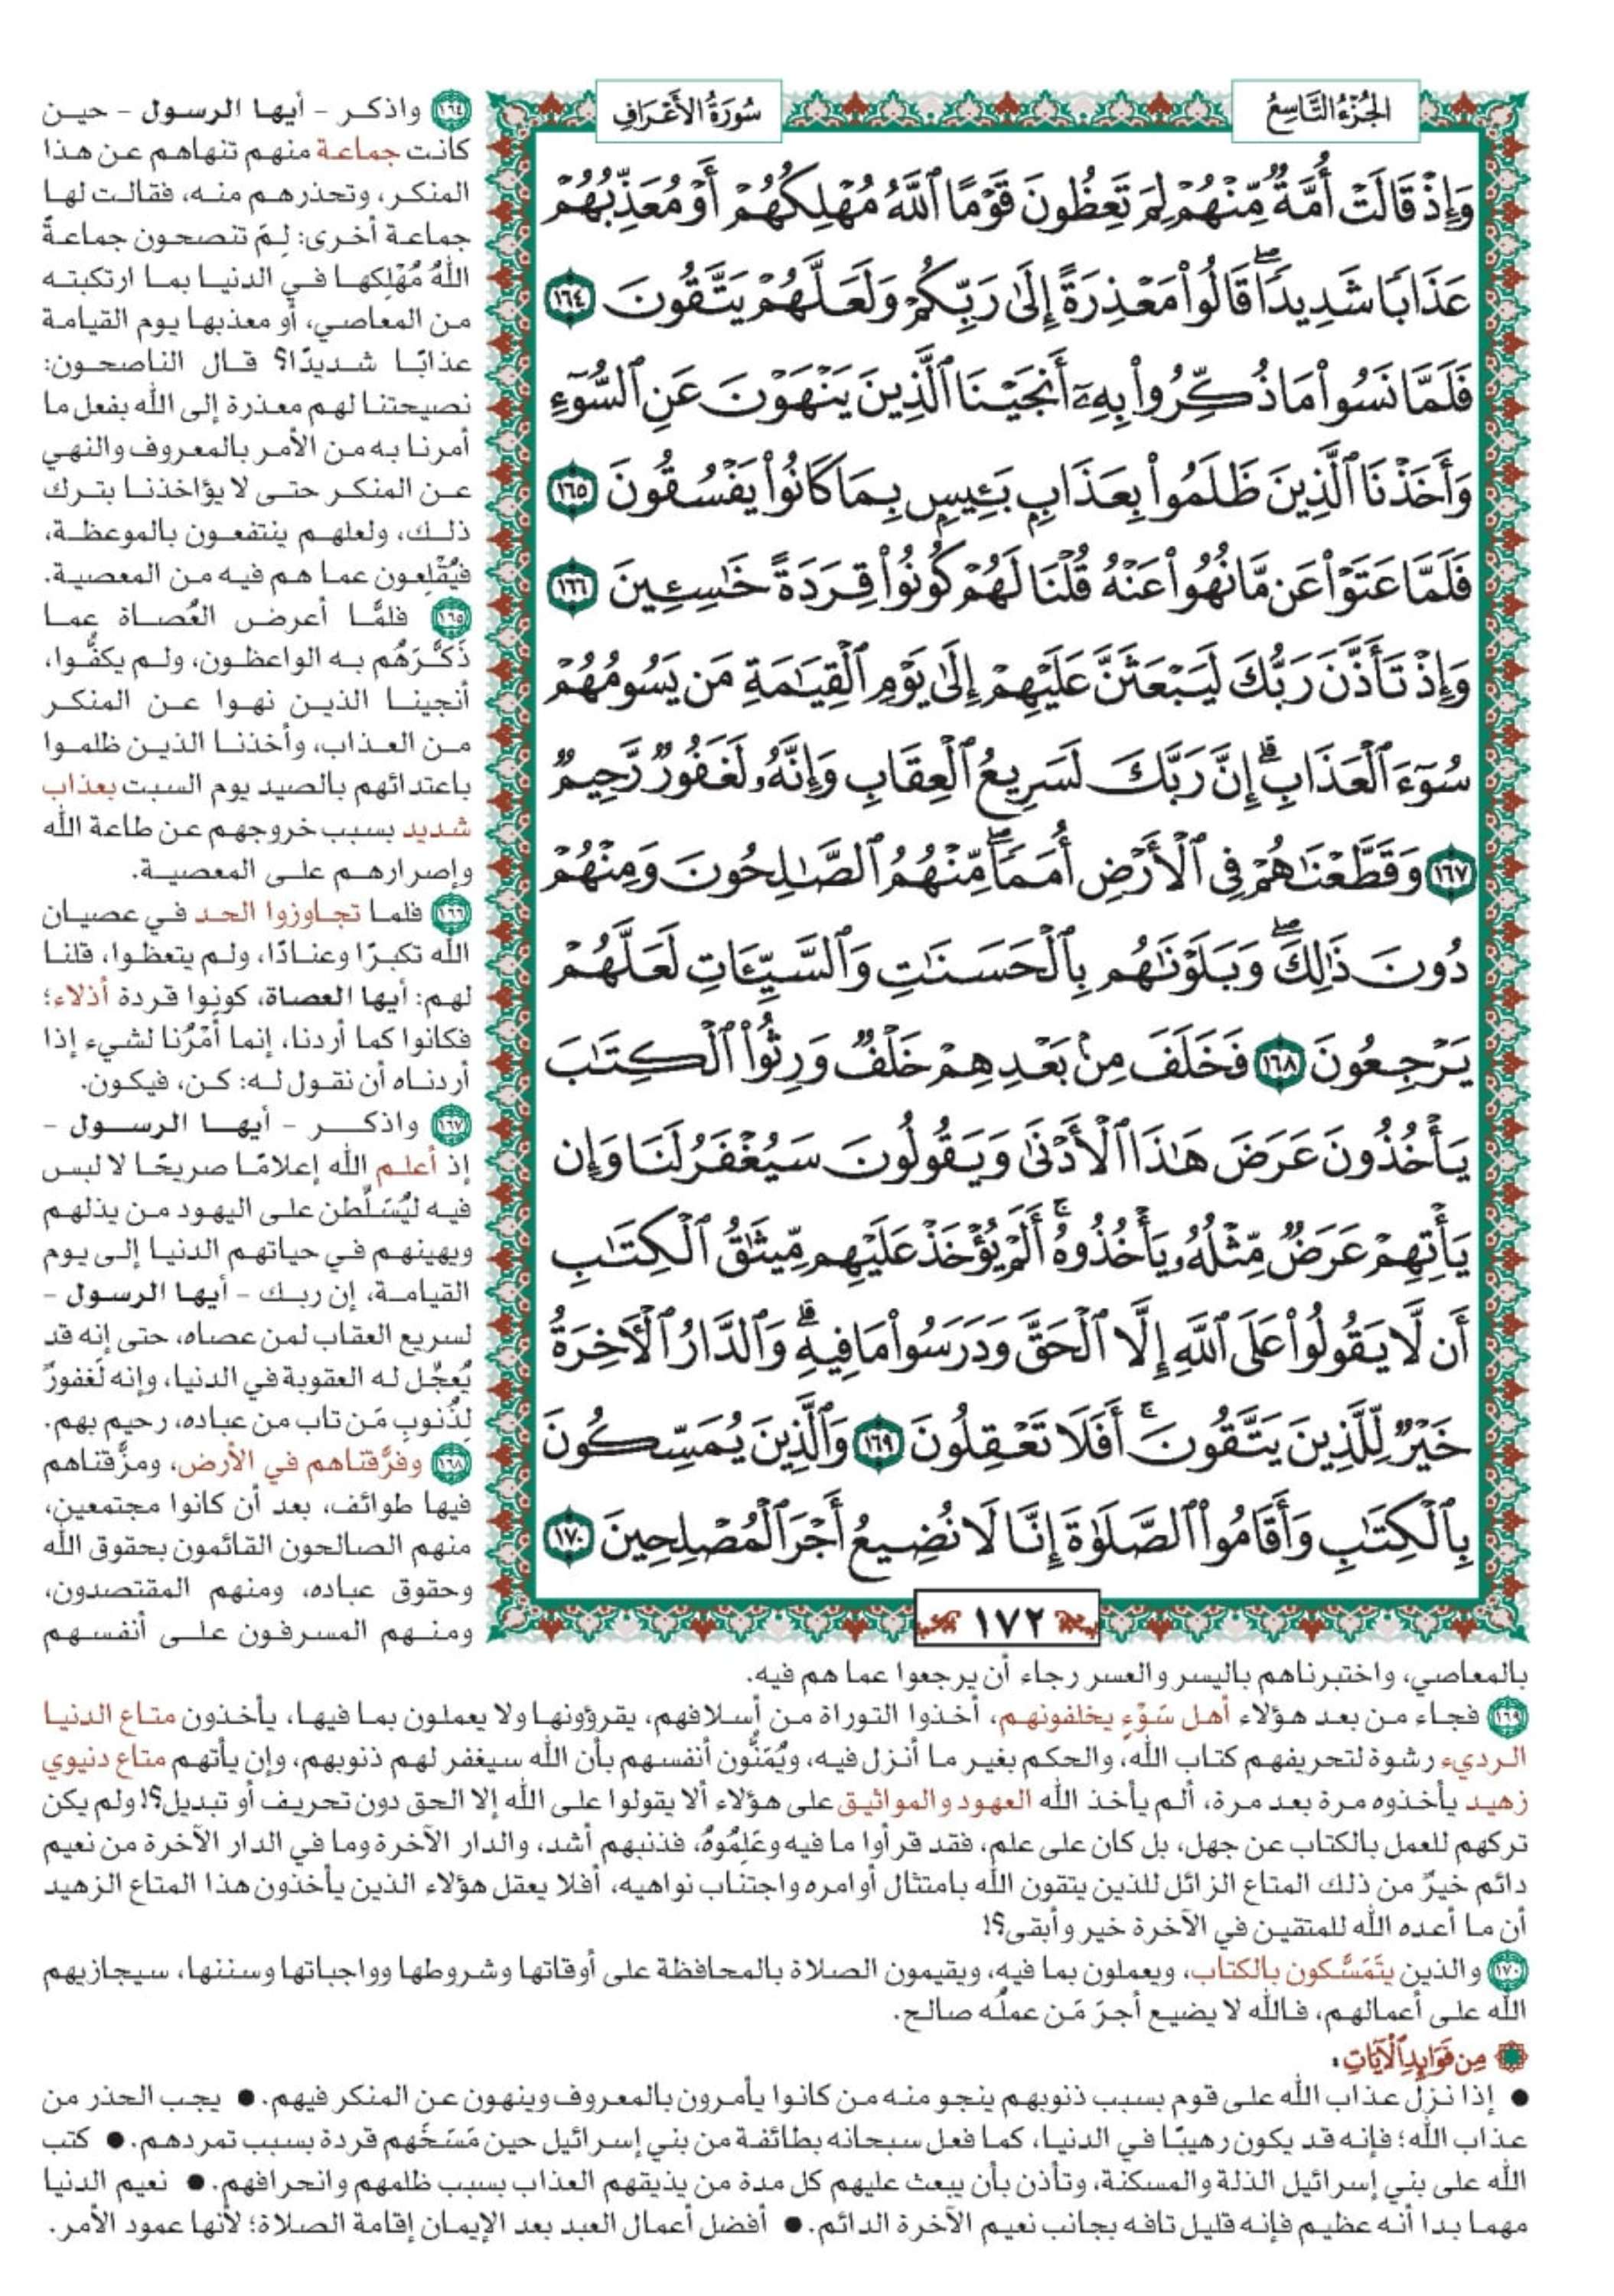 الجُزْءُ التَّاسِعُ
سُورَةُ الأَعْرَافِ
وَإِذْ قَالَتْ أُمَّةٌ مِّنْهُمْ لِمَ تَعِظُونَ قَوْمًا ٱللَّهُ مُهْلِكُهُمْ أَوْ مُعَذِّبُهُمْ
عَذَابًا شَدِيدًاۖ قَالُوا۟ مَعْذِرَةً إِلَىٰ رَبِّكُمْ وَلَعَلَّهُمْ يَتَّقُونَ ١٦٤
فَلَمَّا نَسُوا۟ مَا ذُكِّرُوا۟ بِهِۦٓ أَنجَيْنَا ٱلَّذِينَ يَنْهَوْنَ عَنِ ٱلسُّوٓءِ
وَأَخَذْنَا ٱلَّذِينَ ظَلَمُوا۟ بِعَذَابٍۭ بَـِٔيسٍۭ بِمَا كَانُوا۟ يَفْسُقُونَ ١٦٥
فَلَمَّا عَتَوْا۟ عَن مَّا نُهُوا۟ عَنْهُ قُلْنَا لَهُمْ كُونُوا۟ قِرَدَةً خَـٰسِـِٔينَ ١٦٦
وَإِذْ تَأَذَّنَ رَبُّكَ لَيَبْعَثَنَّ عَلَيْهِمْ إِلَىٰ يَوْمِ ٱلْقِيَـٰمَةِ مَن يَسُومُهُمْ
سُوٓءَ ٱلْعَذَابِۗ إِنَّ رَبَّكَ لَسَرِيعُ ٱلْعِقَابِ وَإِنَّهُۥ لَغَفُورٌ رَّحِيمٌ
١٦٧ وَقَطَّعْنَـٰهُمْ فِى ٱلْأَرْضِ أُمَمًاۖ مِّنْهُمُ ٱلصَّـٰلِحُونَ وَمِنْهُمْ
دُونَ ذَٰلِكَۖ وَبَلَوْنَـٰهُم بِٱلْحَسَنَـٰتِ وَٱلسَّيِّـَٔاتِ لَعَلَّهُمْ
يَرْجِعُونَ ١٦٨ فَخَلَفَ مِنۢ بَعْدِهِمْ خَلْفٌ وَرِثُوا۟ ٱلْكِتَـٰبَ
يَأْخُذُونَ عَرَضَ هَـٰذَا ٱلْأَدْنَىٰ وَيَقُولُونَ سَيُغْفَرُ لَنَا وَإِن
يَأْتِهِمْ عَرَضٌ مِّثْلُهُۥ يَأْخُذُوهُۚ أَلَمْ يُؤْخَذْ عَلَيْهِم مِّيثَـٰقُ ٱلْكِتَـٰبِ
أَن لَّا يَقُولُوا۟ عَلَى ٱللَّهِ إِلَّا ٱلْحَقَّ وَدَرَسُوا۟ مَا فِيهِۗ وَٱلدَّارُ ٱلْـَٔاخِرَةُ
خَيْرٌ لِّلَّذِينَ يَتَّقُونَۚ أَفَلَا تَعْقِلُونَ ١٦٩ وَٱلَّذِينَ يُمَسِّكُونَ
بِٱلْكِتَـٰبِ وَأَقَامُوا۟ ٱلصَّلَوٰةَ إِنَّا لَا نُضِيعُ أَجْرَ ٱلْمُصْلِحِينَ ١٧٠
١٧٢
١٦٤ واذكر - أيها الرسول - حين
كانت جماعة منهم تنهاهم عن هذا
المنكر، وتحذرهم منه، فقالت لها
جماعة أخرى: لِمَ تنصحون جماعةً
اللهُ مُهْلِكها في الدنيا بما ارتكبته
من المعاصي، أو معذبها يوم القيامة
عذابًا شديدًا؟ قال الناصحون:
نصيحتنا لهم معذرة إلى الله بفعل ما
أمرنا به من الأمر بالمعروف والنهي
عن المنكر حتى لا يؤاخذنا بترك
ذلك، ولعلهم ينتفعون بالموعظة،
فيُقْلِعون عما هم فيه من المعصية.
١٦٥ فلمَّا أعرض العُصاة عما
ذَكَّرَهُم به الواعظون، ولم يكفُّوا،
أنجينا الذين نهوا عن المنكر
من العذاب، وأخذنا الذين ظلموا
باعتدائهم بالصيد يوم السبت بعذاب
شديد بسبب خروجهم عن طاعة الله
وإصرارهم على المعصية.
١٦٦ فلما تجاوزوا الحد في عصيان
الله تكبرًا وعنادًا، ولم يتعظوا، قلنا
لهم: أيها العصاة، كونوا قردة أذلاء؛
فكانوا كما أردنا، إنما أَمْرُنا لشيء إذا
أردناه أن نقول له: كن، فيكون.
١٦٧ واذكر - أيها الرسول -
إذ أعلم الله إعلامًا صريحًا لا لبس
فيه ليُسَلِّطن على اليهود من يذلهم
ويهينهم في حياتهم الدنيا إلى يوم
القيامة، إن ربك - أيها الرسول -
لسريع العقاب لمن عصاه، حتى إنه قد
يُعجِّل له العقوبة في الدنيا، وإنه لَغفورٌ
لِذُنوبِ مَن تاب من عباده، رحيم بهم.
١٦٨ وفرَّقناهم في الأرض، ومزَّقناهم
فيها طوائف، بعد أن كانوا مجتمعين،
منهم الصالحون القائمون بحقوق الله
وحقوق عباده، ومنهم المقتصدون،
ومنهم المسرفون على أنفسهم
بالمعاصي، واختبرناهم باليسر والعسر رجاء أن يرجعوا عما هم فيه.
١٦٩ فجاء من بعد هؤلاء أهل سَوْءٍ يخلفونهم، أخذوا التوراة من أسلافهم، يقرؤونها ولا يعملون بما فيها، يأخذون متاع الدنيا
الرديء رشوة لتحريفهم كتاب الله، والحكم بغير ما أنزل فيه، ويُمَنُّون أنفسهم بأن الله سيغفر لهم ذنوبهم، وإن يأتهم متاع دنيوي
زهيد يأخذوه مرة بعد مرة، ألم يأخذ الله العهود والمواثيق على هؤلاء ألا يقولوا على الله إلا الحق دون تحريف أو تبديل؟! ولم يكن
تركهم للعمل بالكتاب عن جهل، بل كان على علم، فقد قرأوا ما فيه وعَلِمُوهُ، فذنبهم أشد، والدار الآخرة وما في الدار الآخرة من نعيم
دائم خيرٌ من ذلك المتاع الزائل للذين يتقون الله بامتثال أوامره واجتناب نواهيه، أفلا يعقل هؤلاء الذين يأخذون هذا المتاع الزهيد
أن ما أعده الله للمتقين في الآخرة خير وأبقى؟!
١٧٠ والذين يتَمَسَّكون بالكتاب، ويعملون بما فيه، ويقيمون الصلاة بالمحافظة على أوقاتها وشروطها وواجباتها وسننها، سيجازيهم
الله على أعمالهم، فالله لا يضيع أجرَ مَن عملُه صالح.
مِن فَوَائِدِ ٱلْآيَاتِ:
● إذا نزل عذاب الله على قوم بسبب ذنوبهم ينجو منه من كانوا يأمرون بالمعروف وينهون عن المنكر فيهم. ● يجب الحذر من
عذاب الله؛ فإنه قد يكون رهيبًا في الدنيا، كما فعل سبحانه بطائفة من بني إسرائيل حين مَسَخَهم قردة بسبب تمردهم. ● كتب
الله على بني إسرائيل الذلة والمسكنة، وتأذن بأن يبعث عليهم كل مدة من يذيقهم العذاب بسبب ظلمهم وانحرافهم. ● نعيم الدنيا
مهما بدا أنه عظيم فإنه قليل تافه بجانب نعيم الآخرة الدائم. ● أفضل أعمال العبد بعد الإيمان إقامة الصلاة؛ لأنها عمود الأمر.